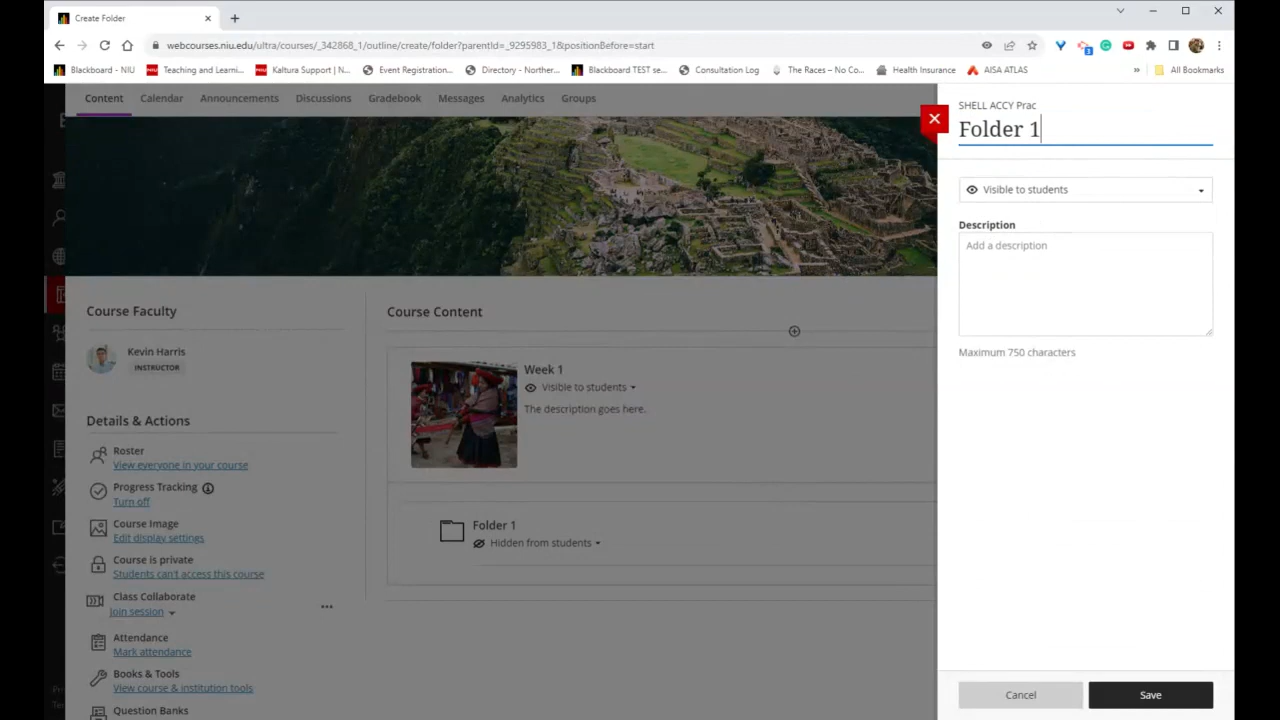 Create Folder
webcourses.niu.edu/ultra/courses/_342868_1/outline/create/folder?parentId=_9295983_1&positionBefore=start
3
Blackboard - NIU
Teaching and Learni...
Kaltura Support | N...
Event Registration...
Directory - Norther...
Blackboard TEST se...
Consultation Log
The Races – No Co...
Health Insurance
AISA ATLAS
»
All Bookmarks
Content
Calendar
Announcements
Discussions
Gradebook
Messages
Analytics
Groups
SHELL ACCY Prac
Folder 1
Visible to students
Description
Add a description
Maximum 750 characters
Course Faculty
Kevin Harris
INSTRUCTOR
Details & Actions
Roster
View everyone in your course
Progress Tracking
Turn off
Course Image
Edit display settings
Course is private
Students can't access this course
Class Collaborate
Join session
Attendance
Mark attendance
Books & Tools
View course & institution tools
Question Banks
Course Content
Week 1
Visible to students
The description goes here.
Folder 1
Hidden from students
Cancel
Save